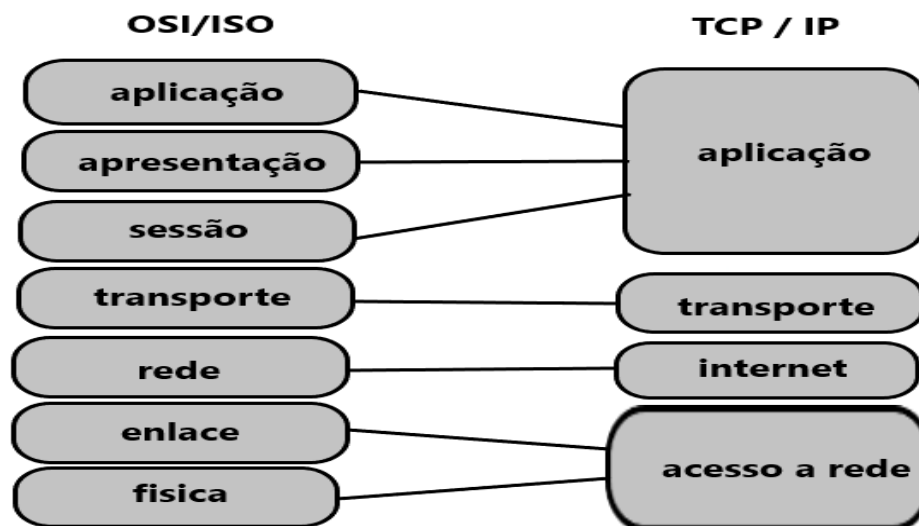 OSI/ISO
aplicação
apresentação
sessão
transporte
rede
enlace
fisica
TCP / IP
aplicação
transporte
internet
acesso a rede